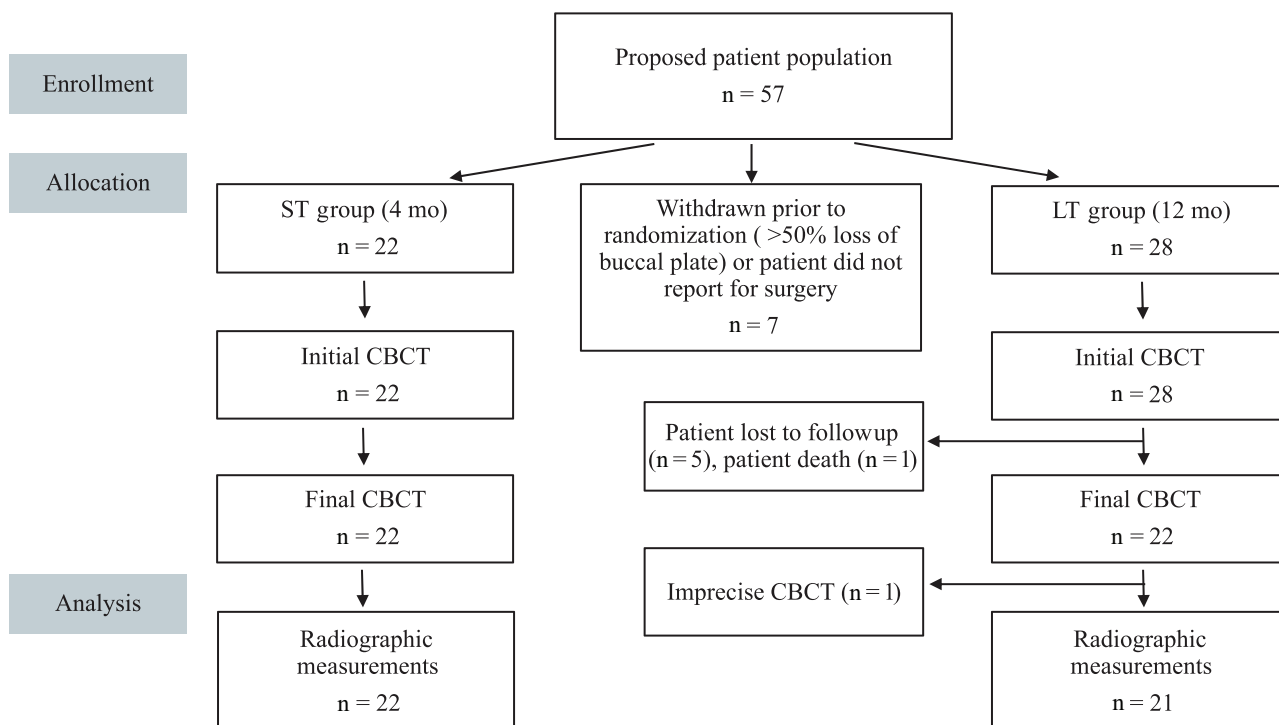 Enrollment
Proposed patient population
n = 57
Allocation
ST group (4 mo)
n = 22
Withdrawn prior to
randomization ( >50% loss of
buccal plate) or patient did not
report for surgery
n = 7
LT group (12 mo)
n = 28
Initial CBCT
n = 22
Initial CBCT
n = 28
Patient lost to followup
(n = 5), patient death (n = 1)
Final CBCT
n = 22
Final CBCT
n = 22
Imprecise CBCT (n = 1)
Analysis
Radiographic
measurements
n = 22
Radiographic
measurements
n = 21